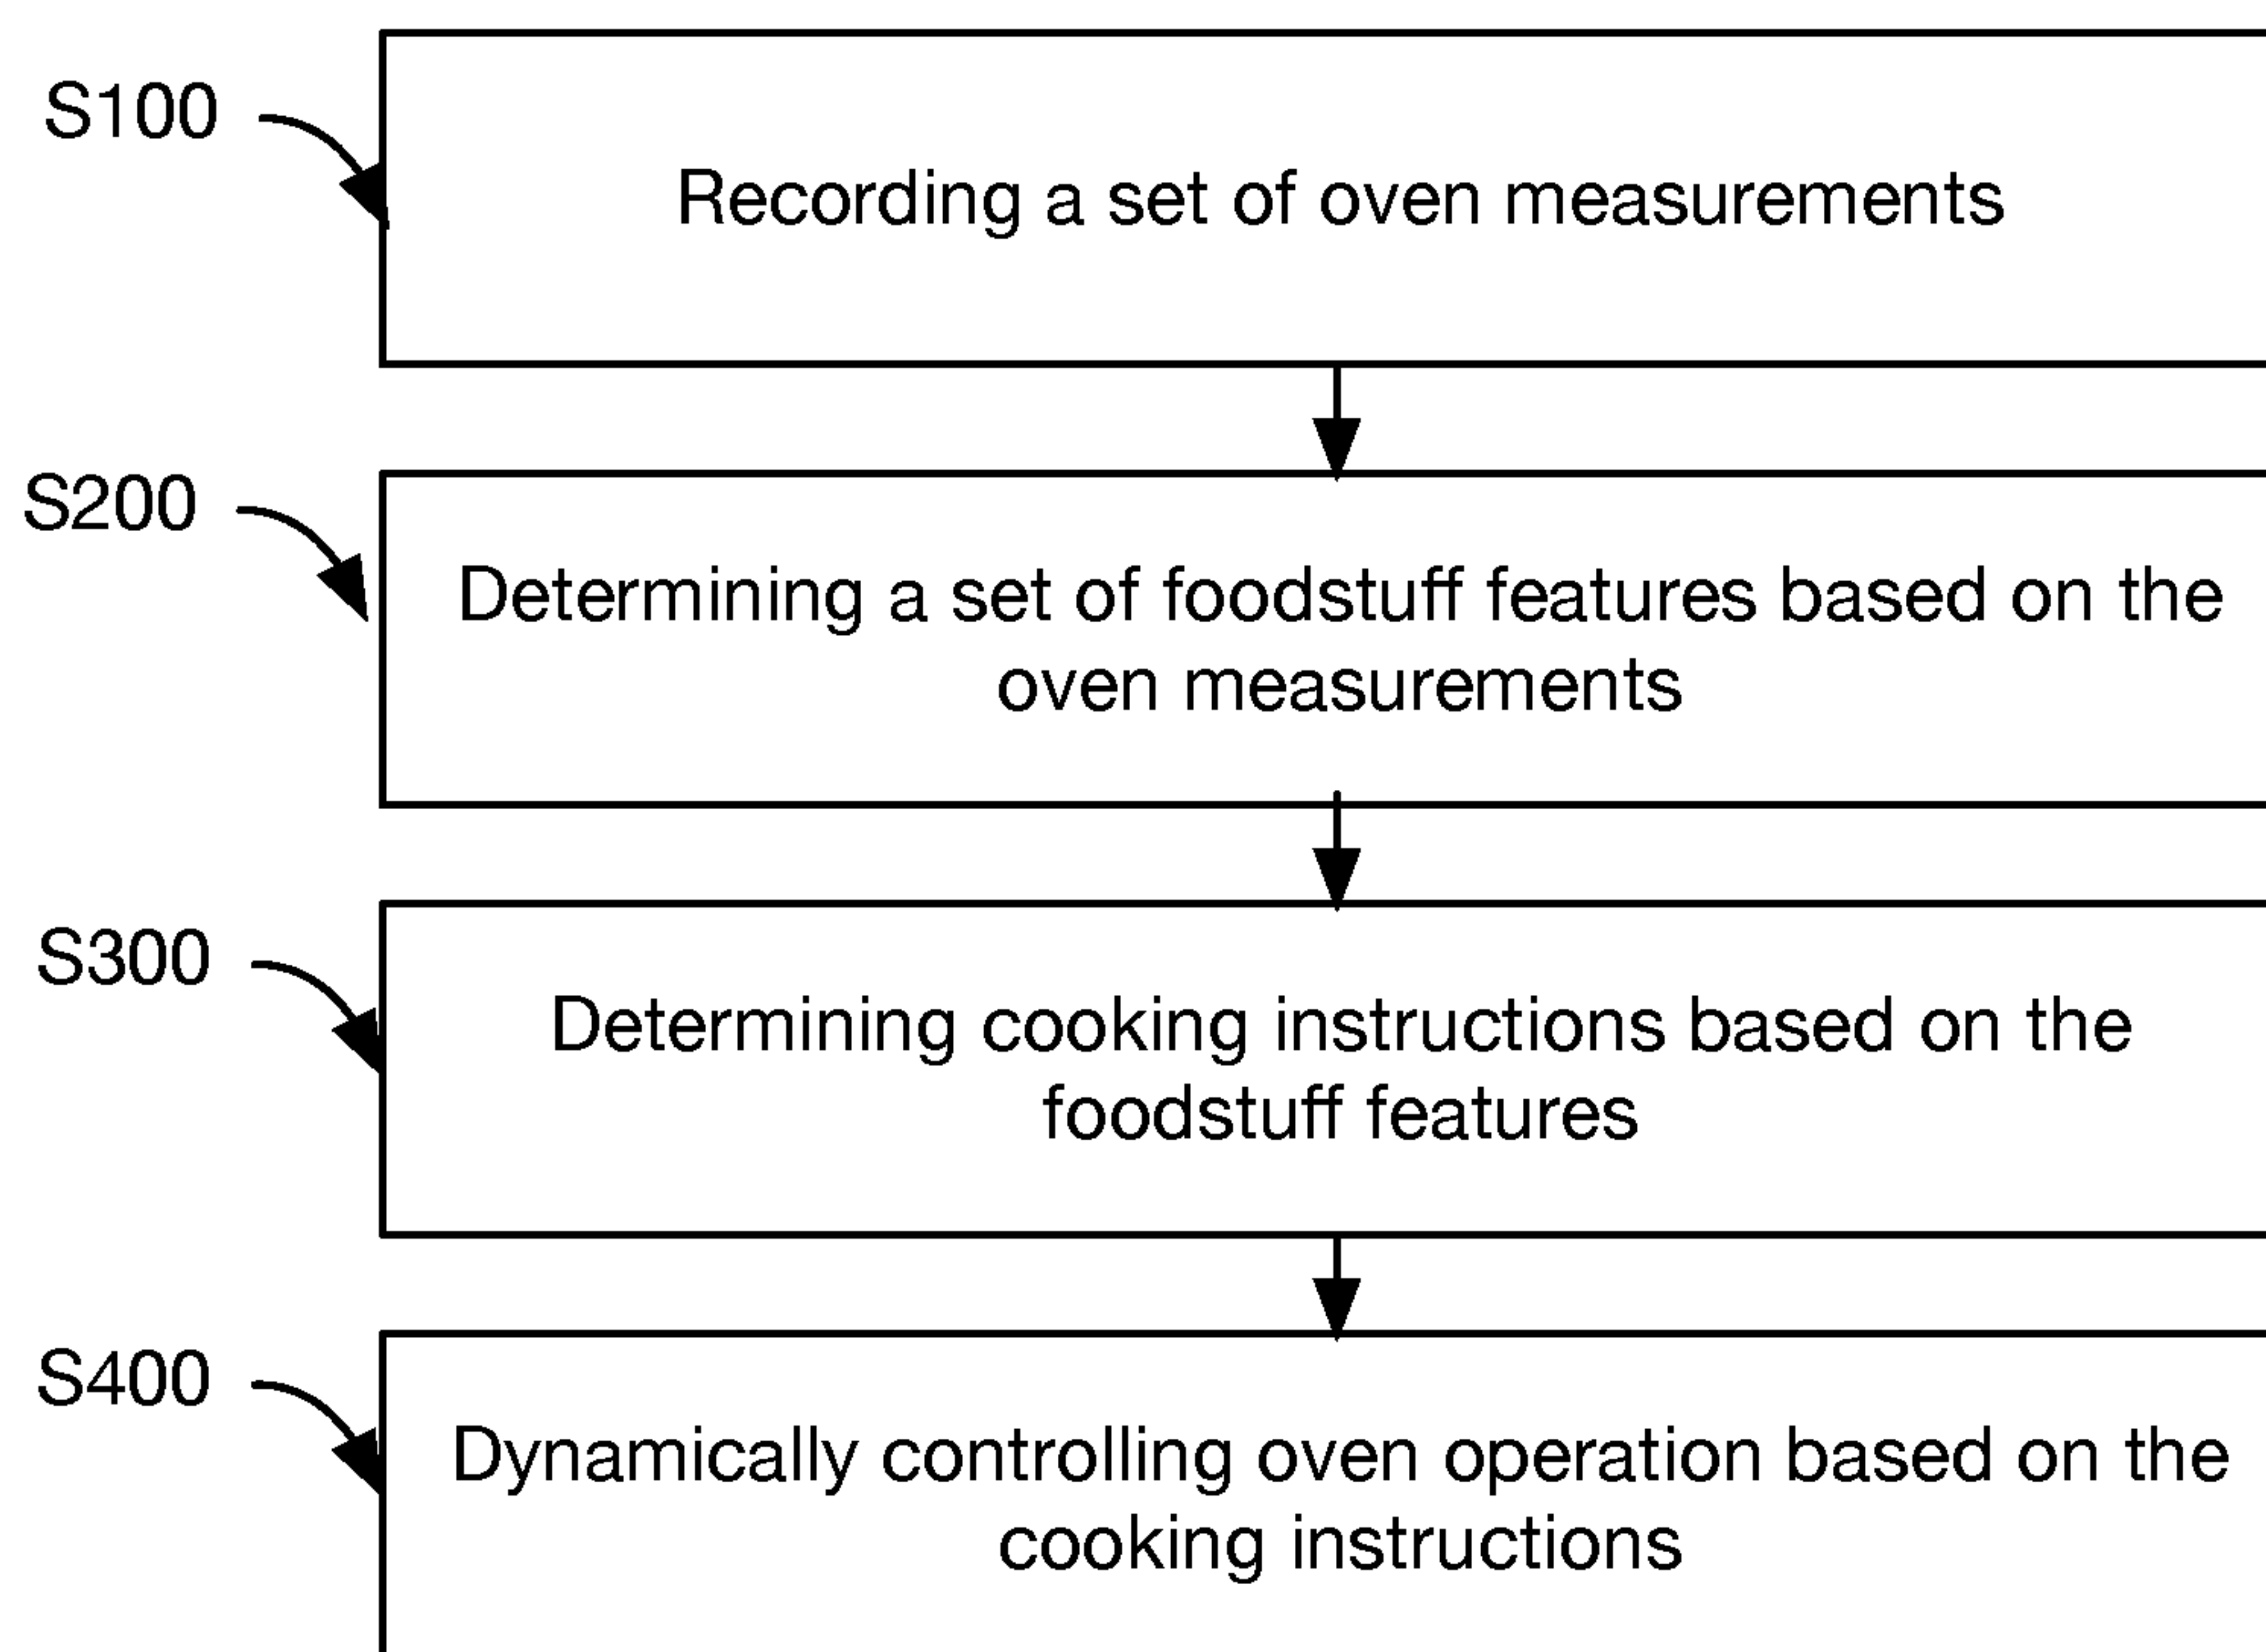 S100
Recording a set of oven measurements
S200
Determining a set of foodstuff features based on the
oven measurements
S300
Determining cooking instructions based on the
foodstuff features
S400
Dynamically controlling oven operation based on the
cooking instructions